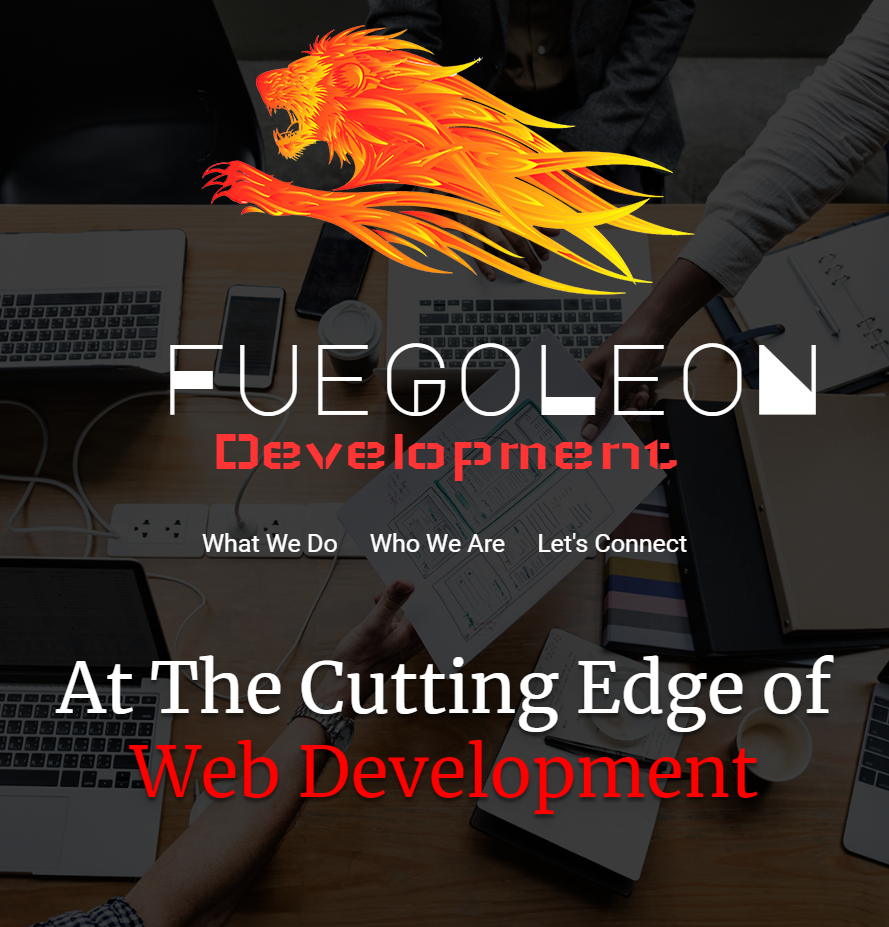 FUEGOLEON
Development
What We Do Who We Are Let's Connect
At The Cutting Edge of
Web Development